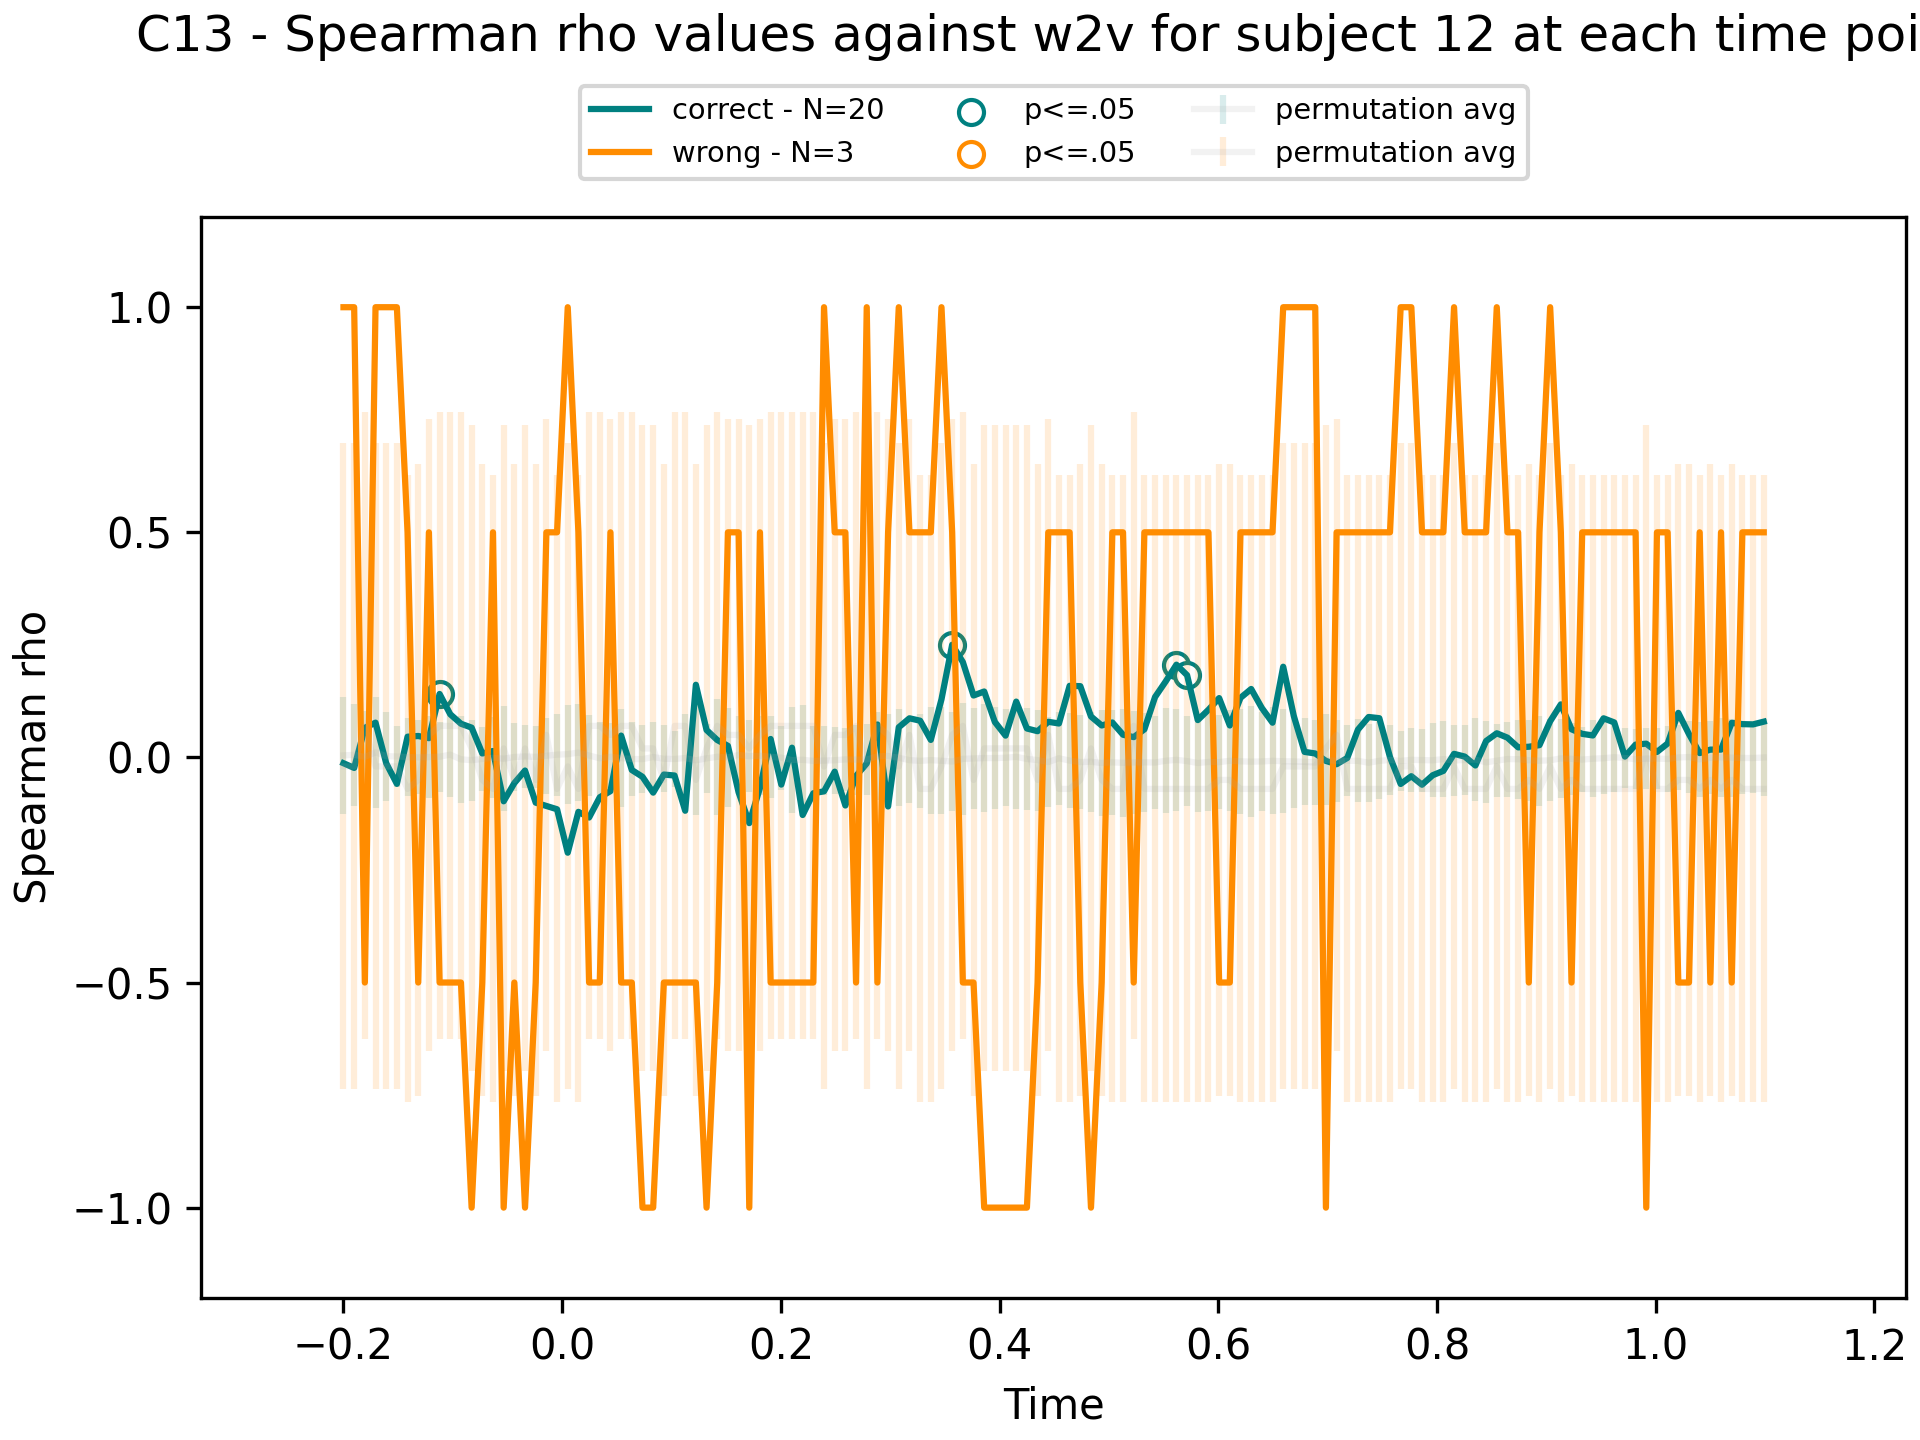 C13 - Spearman rho values against w2v for subject 12 at each time poi
correct - N=20
wrong - N=3
p<=.05
p<=.05
permutation avg
permutation avg
Spearman rho
1.0
0.5
0.0
−0.5
−1.0
−0.2 0.0 0.2 0.4 0.6 0.8 1.0 1.2
Time